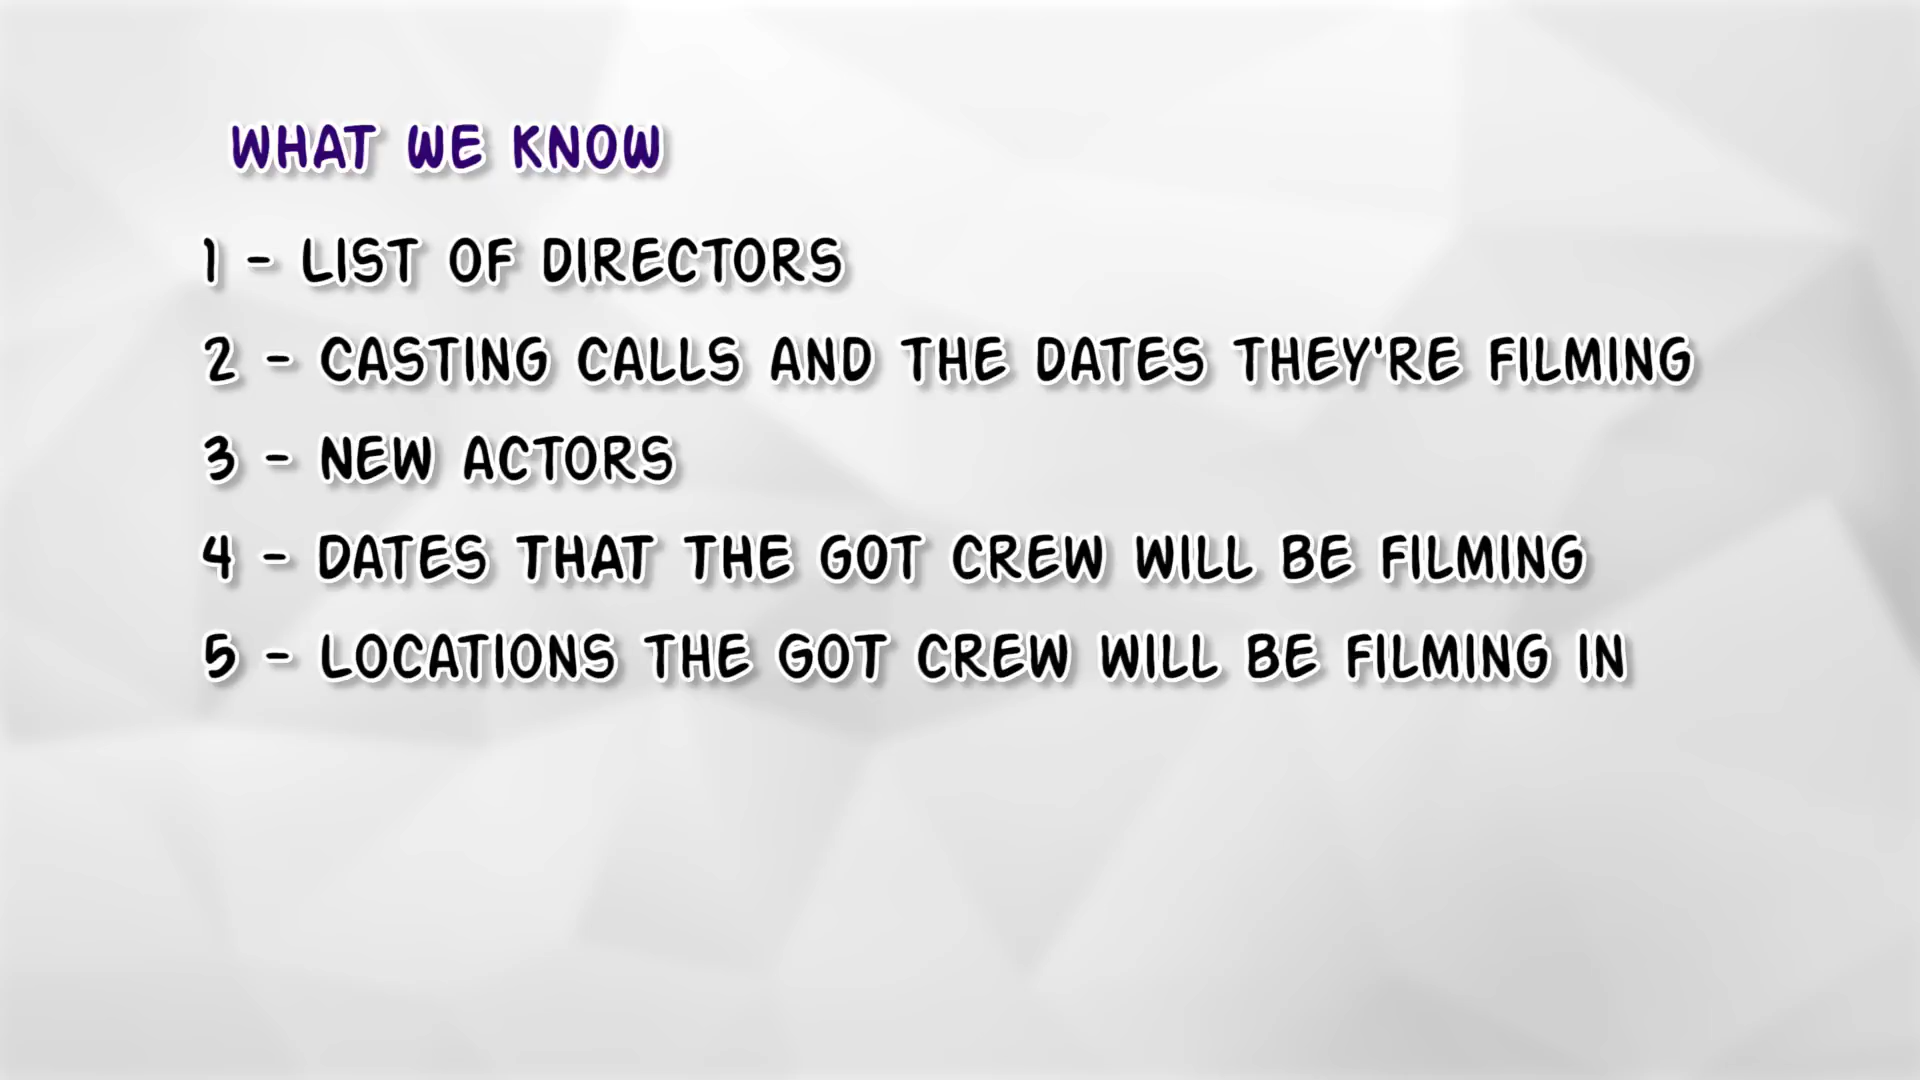 WHAT WE KNOW
1 - LIST OF DIRECTORS
2 - CASTING CALLS AND THE DATES THEY'RE FILMING
3 - NEW ACTORS
4 - DATES THAT THE GOT CREW WILL BE FILMING
5 - LOCATIONS THE GOT CREW WILL BE FILMING IN